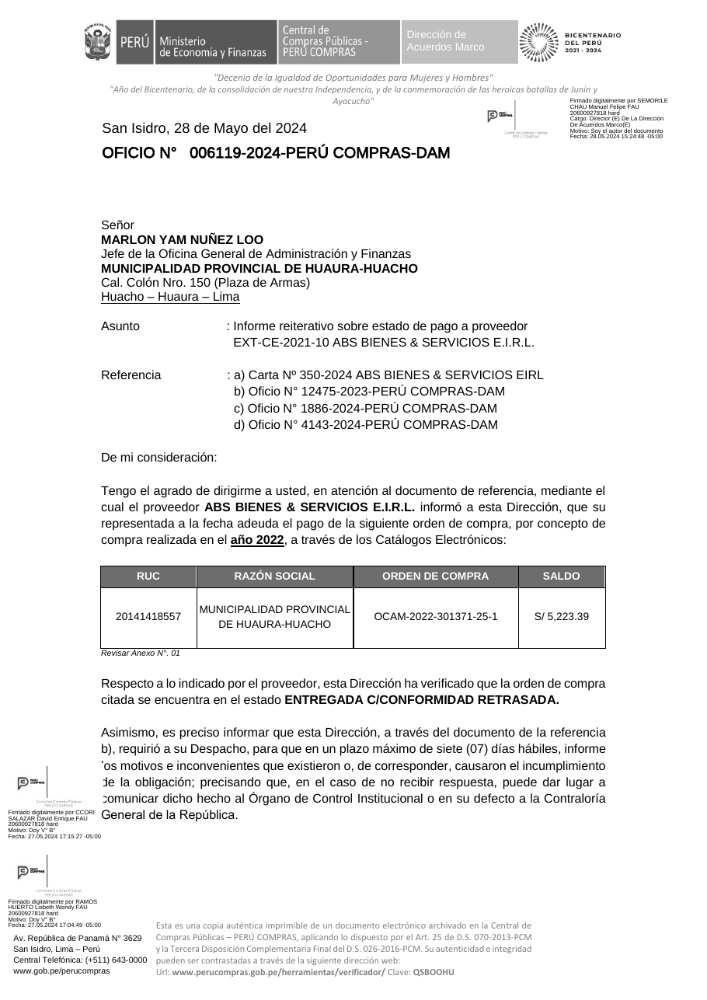 PERÚ
Ministerio
de Economía y Finanzas
Central de
Compras Públicas -
PERÚ COMPRAS
Dirección de
Acuerdos Marco
BICENTENARIO
DEL PERÚ
2021 - 2024
"Decenio de la Igualdad de Oportunidades para Mujeres y Hombres"
"Año del Bicentenario, de la consolidación de nuestra Independencia, y de la conmemoración de las heroicas batallas de Junín y
Ayacucho"
Firmado digitalmente por SEMORILE
CHAU Manuel Felipe FAU
20600927818 hard
Cargo: Director (E) De La Dirección
De Acuerdos Marco(E)
Motivo: Soy el autor del documento
Fecha: 28.05.2024 15:24:48 -05:00
Central de Compras Públicas
PERÚ COMPRAS
San Isidro, 28 de Mayo del 2024
OFICIO N° 006119-2024-PERÚ COMPRAS-DAM
Señor
MARLON YAM NUÑEZ LOO
Jefe de la Oficina General de Administración y Finanzas
MUNICIPALIDAD PROVINCIAL DE HUAURA-HUACHO
Cal. Colón Nro. 150 (Plaza de Armas)
Huacho – Huaura – Lima
Asunto : Informe reiterativo sobre estado de pago a proveedor
EXT-CE-2021-10 ABS BIENES & SERVICIOS E.I.R.L.
Referencia : a) Carta Nº 350-2024 ABS BIENES & SERVICIOS EIRL
b) Oficio N° 12475-2023-PERÚ COMPRAS-DAM
c) Oficio N° 1886-2024-PERÚ COMPRAS-DAM
d) Oficio N° 4143-2024-PERÚ COMPRAS-DAM
De mi consideración:
Tengo el agrado de dirigirme a usted, en atención al documento de referencia, mediante el
cual el proveedor ABS BIENES & SERVICIOS E.I.R.L. informó a esta Dirección, que su
representada a la fecha adeuda el pago de la siguiente orden de compra, por concepto de
compra realizada en el año 2022, a través de los Catálogos Electrónicos:
RUC RAZÓN SOCIAL ORDEN DE COMPRA SALDO
20141418557 MUNICIPALIDAD PROVINCIAL DE HUAURA-HUACHO OCAM-2022-301371-25-1 S/ 5,223.39
Revisar Anexo N°. 01
Respecto a lo indicado por el proveedor, esta Dirección ha verificado que la orden de compra
citada se encuentra en el estado ENTREGADA C/CONFORMIDAD RETRASADA.
Asimismo, es preciso informar que esta Dirección, a través del documento de la referencia
b), requirió a su Despacho, para que en un plazo máximo de siete (07) días hábiles, informe
los motivos e inconvenientes que existieron o, de corresponder, causaron el incumplimiento
de la obligación; precisando que, en el caso de no recibir respuesta, puede dar lugar a
comunicar dicho hecho al Órgano de Control Institucional o en su defecto a la Contraloría
General de la República.
Central de Compras Públicas
PERÚ COMPRAS
Firmado digitalmente por CCORI
SALAZAR David Enrique FAU
20600927818 hard
Motivo: Doy V° B°
Fecha: 27.05.2024 17:15:27 -05:00
Central de Compras Públicas
PERÚ COMPRAS
Firmado digitalmente por RAMOS
HUERTO Lisbeth Wendy FAU
20600927818 hard
Motivo: Doy V° B°
Fecha: 27.05.2024 17:04:49 -05:00
Av. República de Panamá N° 3629
San Isidro, Lima – Perú
Central Telefónica: (+511) 643-0000
www.gob.pe/perucompras
Esta es una copia auténtica imprimible de un documento electrónico archivado en la Central de
Compras Públicas – PERÚ COMPRAS, aplicando lo dispuesto por el Art. 25 de D.S. 070-2013-PCM
y la Tercera Disposición Complementaria Final del D.S. 026-2016-PCM. Su autenticidad e integridad
pueden ser contrastadas a través de la siguiente dirección web:
Url: www.perucompras.gob.pe/herramientas/verificador/ Clave: QSBOOHU